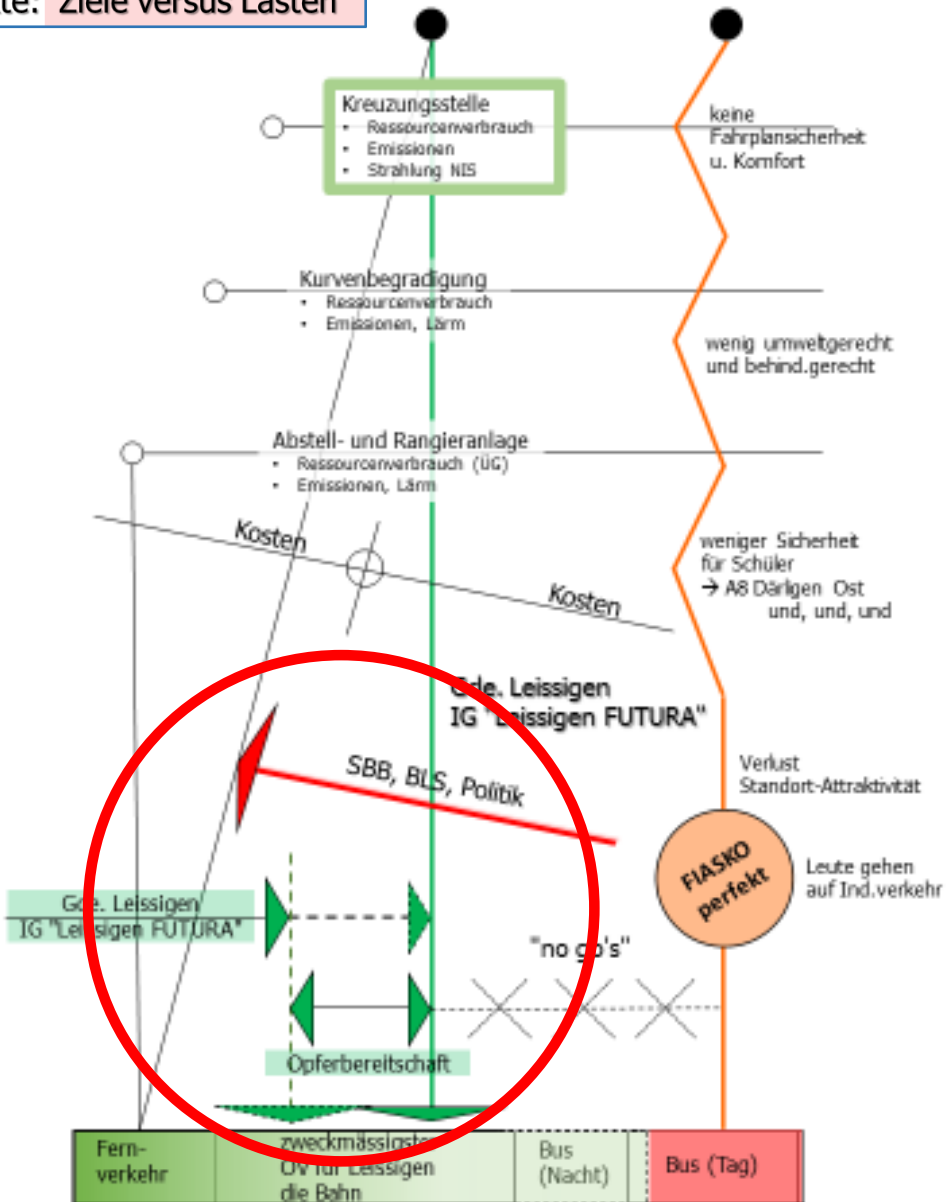 te: Ziele versus Lasten
Kreuzungsstelle
• Ressourcenverbrauch
• Emissionen
• Strahlung NIS
keine
Fahrplansicherheit
u. Komfort
Kurvenbegradigung
• Ressourcenverbrauch
• Emissionen, Lärm
wenig umweltgerecht
und behind.gerecht
Abstell- und Rangieranlage
• Ressourcenverbrauch (ÜG)
• Emissionen, Lärm
Kosten
Kosten
weniger Sicherheit
für Schüler
→ A8 Därligen Ost
und, und, und
Gde. Leissigen
IG "Leissigen FUTURA"
SBB, BLS, Politik
Verlust
Standort-Attraktivität
FIASKO
perfekt
Leute gehen
auf Ind.verkehr
Gde. Leissigen
IG "Leissigen FUTURA"
"no go's"
Opferbereitschaft
Fern-
verkehr
zweckmässigster
ÖV für Leissigen
die Bahn
Bus
(Nacht)
Bus (Tag)